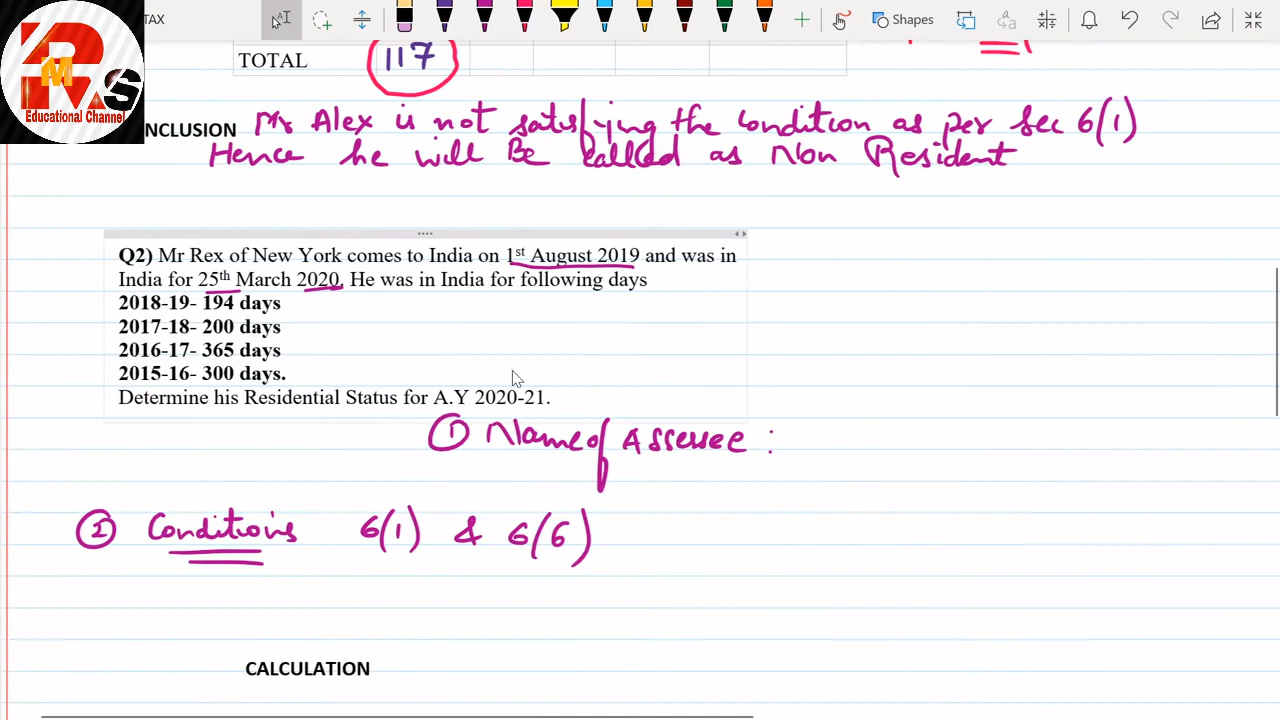 TAX
Shapes
RMS
Educational Channel
TOTAL 117
NCLUSION Mr Alex is not satisfying the Condition as per Sec 6(1)
Hence he will Be called as Non Resident
Q2) Mr Rex of New York comes to India on 1st August 2019 and was in
India for 25th March 2020. He was in India for following days
2018-19- 194 days
2017-18- 200 days
2016-17- 365 days
2015-16- 300 days.
Determine his Residential Status for A.Y 2020-21.
① Name of Assessee :
② Conditions 6(1) & 6(6)
CALCULATION